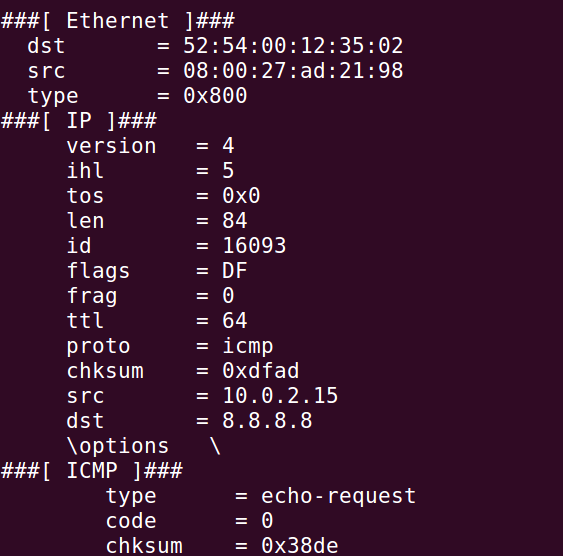 ###[ Ethernet ]###
  dst       = 52:54:00:12:35:02
  src       = 08:00:27:ad:21:98
  type      = 0x800
###[ IP ]###
     version   = 4
     ihl       = 5
     tos       = 0x0
     len       = 84
     id        = 16093
     flags     = DF
     frag      = 0
     ttl       = 64
     proto     = icmp
     chksum    = 0xdfad
     src       = 10.0.2.15
     dst       = 8.8.8.8
     \options   \
###[ ICMP ]###
        type      = echo-request
        code      = 0
        chksum    = 0x38de